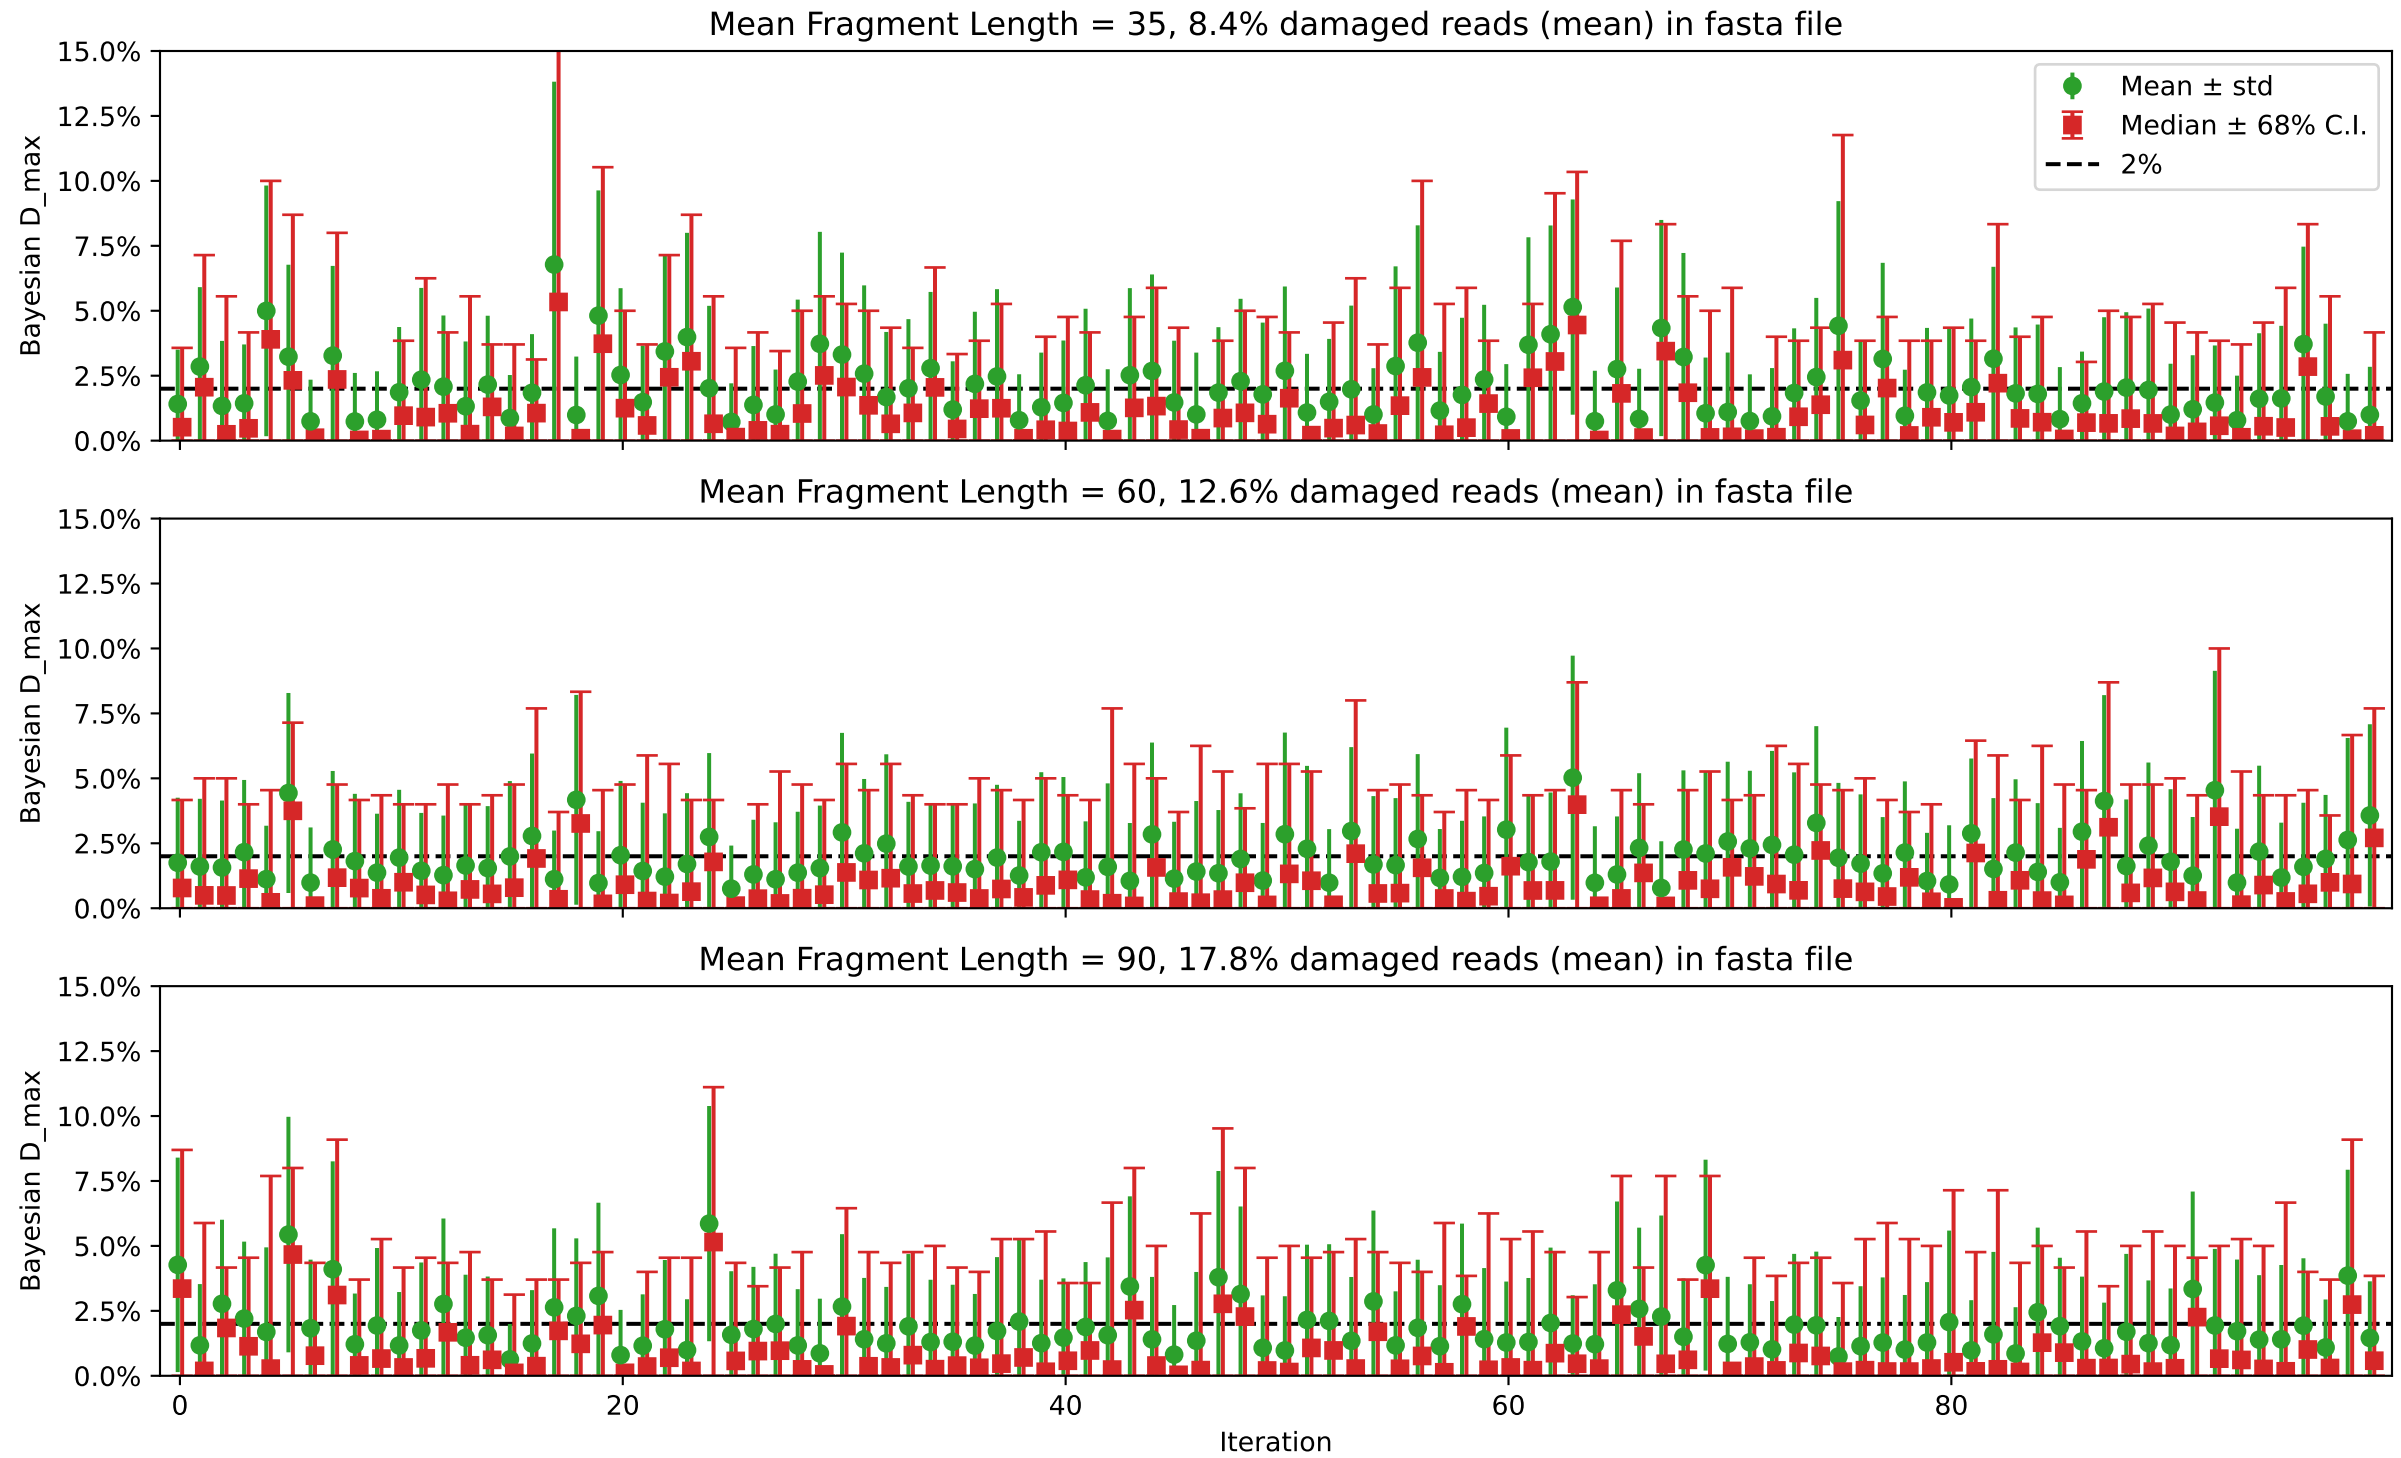 Mean Fragment Length = 35, 8.4% damaged reads (mean) in fasta file
15.0%
12.5%
10.0%
7.5%
5.0%
2.5%
0.0%
Bayesian D_max
Mean ± std
Median ± 68% C.I.
2%
Mean Fragment Length = 60, 12.6% damaged reads (mean) in fasta file
15.0%
12.5%
10.0%
7.5%
5.0%
2.5%
0.0%
Bayesian D_max
Mean Fragment Length = 90, 17.8% damaged reads (mean) in fasta file
15.0%
12.5%
10.0%
7.5%
5.0%
2.5%
0.0%
Bayesian D_max
0 20 40 60 80
Iteration